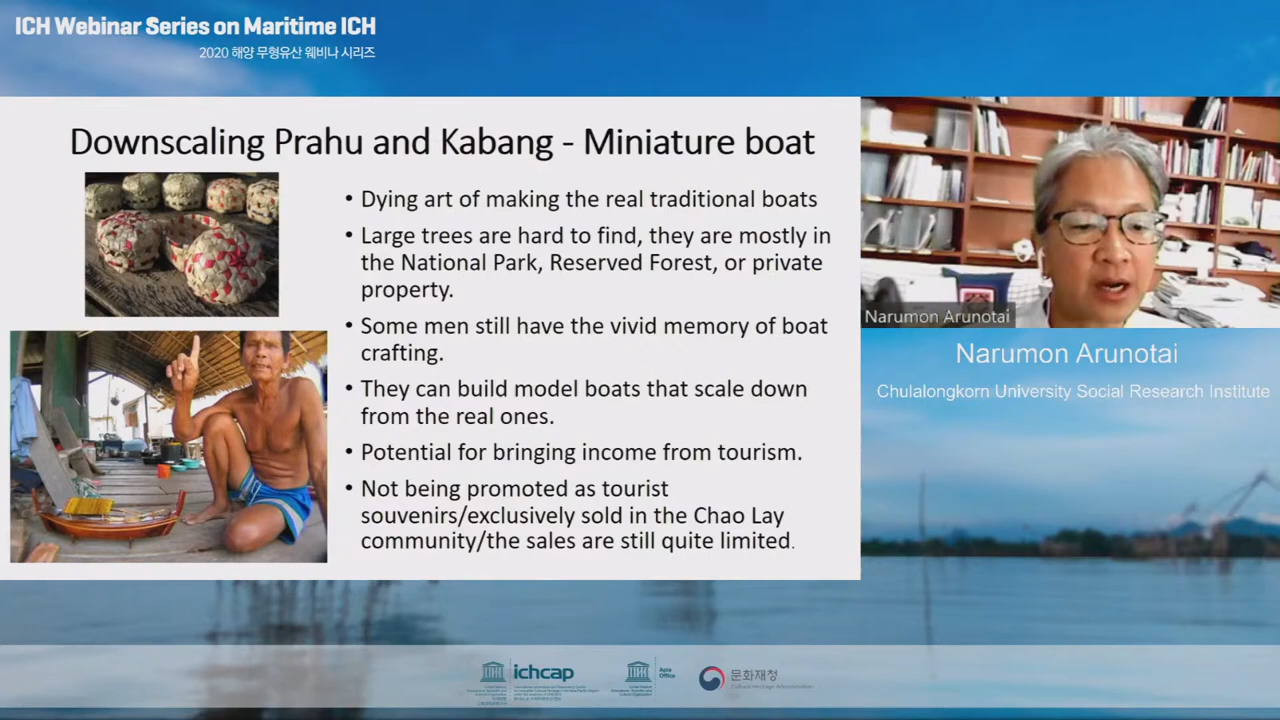 ICH Webinar Series on Maritime ICH
2020 해양 무형유산 웨비나 시리즈
Downscaling Prahu and Kabang - Miniature boat
• Dying art of making the real traditional boats
• Large trees are hard to find, they are mostly in
the National Park, Reserved Forest, or private
property.
• Some men still have the vivid memory of boat
crafting.
• They can build model boats that scale down
from the real ones.
• Potential for bringing income from tourism.
• Not being promoted as tourist
souvenirs/exclusively sold in the Chao Lay
community/the sales are still quite limited.
Narumon Arunotai
Narumon Arunotai
Chulalongkorn University Social Research Institute
ichcap
Asia
Office
문화재청
Cultural Heritage Administration